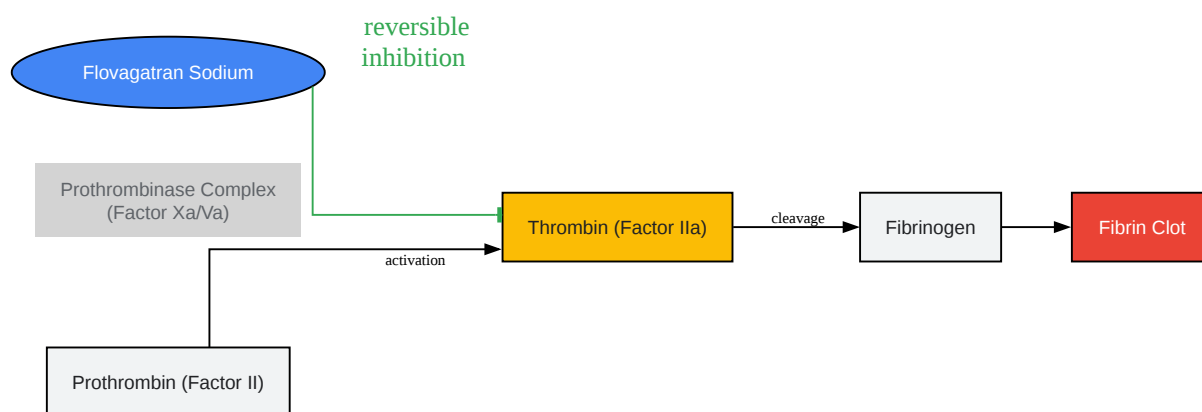 reversible
inhibition
Flovagatran Sodium
Prothrombinase Complex
(Factor Xa/Va)
Thrombin (Factor IIa)
cleavage
Fibrinogen
Fibrin Clot
activation
Prothrombin (Factor II)